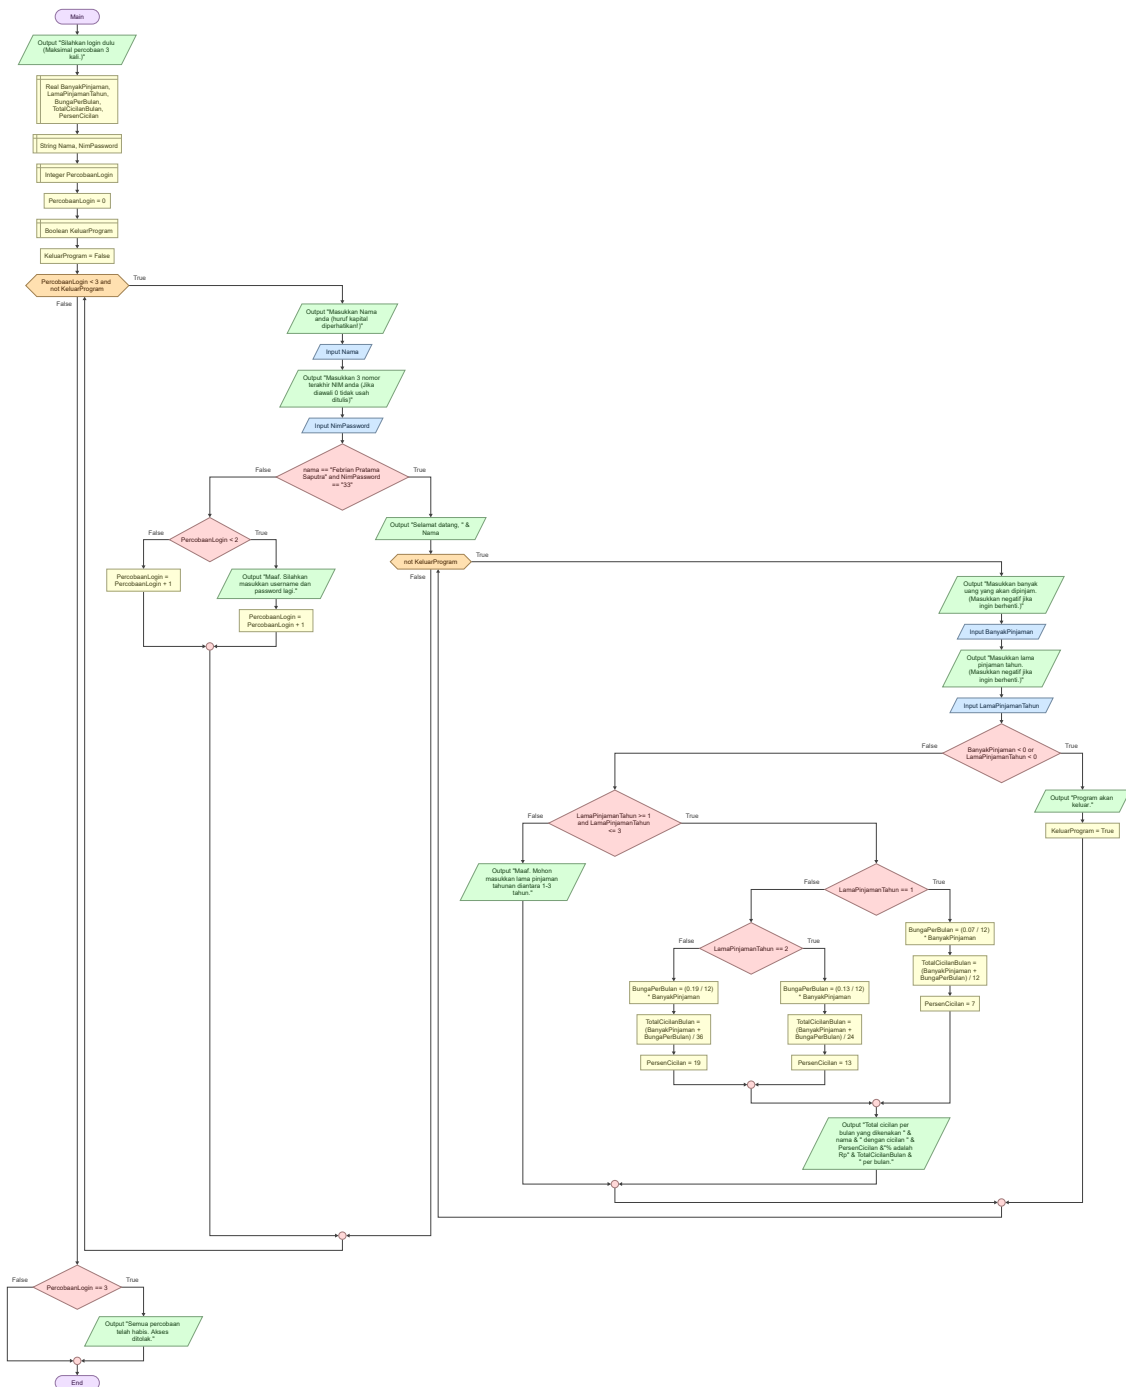 Main
Output "Silahkan login dulu
(Maksimal percobaan 3
kali.)"
Real BanyakPinjaman,
LamaPinjamanTahun,
BungaPerBulan,
TotalCicilanBulan,
PersenCicilan
String Nama, NimPassword
Integer PercobaanLogin
PercobaanLogin = 0
Boolean KeluarProgram
KeluarProgram = False
PercobaanLogin < 3 and
not KeluarProgram
True
False
Output "Masukkan Nama
anda (huruf kapital
diperhatikan!)"
Input Nama
Output "Masukkan 3 nomor
terakhir NIM anda (Jika
diawali 0 tidak usah
ditulis)"
Input NimPassword
nama == "Febrian Pratama
Saputra" and NimPassword
== "33"
False
True
PercobaanLogin < 2
False
True
PercobaanLogin =
PercobaanLogin + 1
Output "Maaf. Silahkan
masukkan username dan
password lagi."
PercobaanLogin =
PercobaanLogin + 1
Output "Selamat datang, " &
Nama
not KeluarProgram
True
False
Output "Masukkan banyak
uang yang akan dipinjam.
(Masukkan negatif jika
ingin berhenti.)"
Input BanyakPinjaman
Output "Masukkan lama
pinjaman tahun.
(Masukkan negatif jika
ingin berhenti.)"
Input LamaPinjamanTahun
BanyakPinjaman < 0 or
LamaPinjamanTahun < 0
False
True
Output "Program akan
keluar."
KeluarProgram = True
LamaPinjamanTahun >= 1
and LamaPinjamanTahun
<= 3
False
True
Output "Maaf. Mohon
masukkan lama pinjaman
tahunan diantara 1-3
tahun."
LamaPinjamanTahun == 1
False
True
BungaPerBulan = (0.07 / 12)
* BanyakPinjaman
TotalCicilanBulan =
(BanyakPinjaman +
BungaPerBulan) / 12
PersenCicilan = 7
LamaPinjamanTahun == 2
False
True
BungaPerBulan = (0.19 / 12)
* BanyakPinjaman
TotalCicilanBulan =
(BanyakPinjaman +
BungaPerBulan) / 36
PersenCicilan = 19
BungaPerBulan = (0.13 / 12)
* BanyakPinjaman
TotalCicilanBulan =
(BanyakPinjaman +
BungaPerBulan) / 24
PersenCicilan = 13
Output "Total cicilan per
bulan yang dikenakan " &
nama & " dengan cicilan " &
PersenCicilan &"% adalah
Rp" & TotalCicilanBulan &
" per bulan."
PercobaanLogin == 3
False
True
Output "Semua percobaan
telah habis. Akses
ditolak."
End